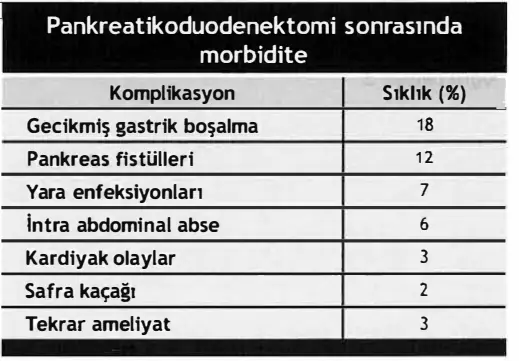 Pankreatikoduodenektomi sonrasında
morbidite
Komplikasyon Sıklık (%)
Gecikmiş gastrik boşalma 18
Pankreas fistülleri 12
Yara enfeksiyonları 7
İntra abdominal abse 6
Kardiyak olaylar 3
Safra kaçağı 2
Tekrar ameliyat 3